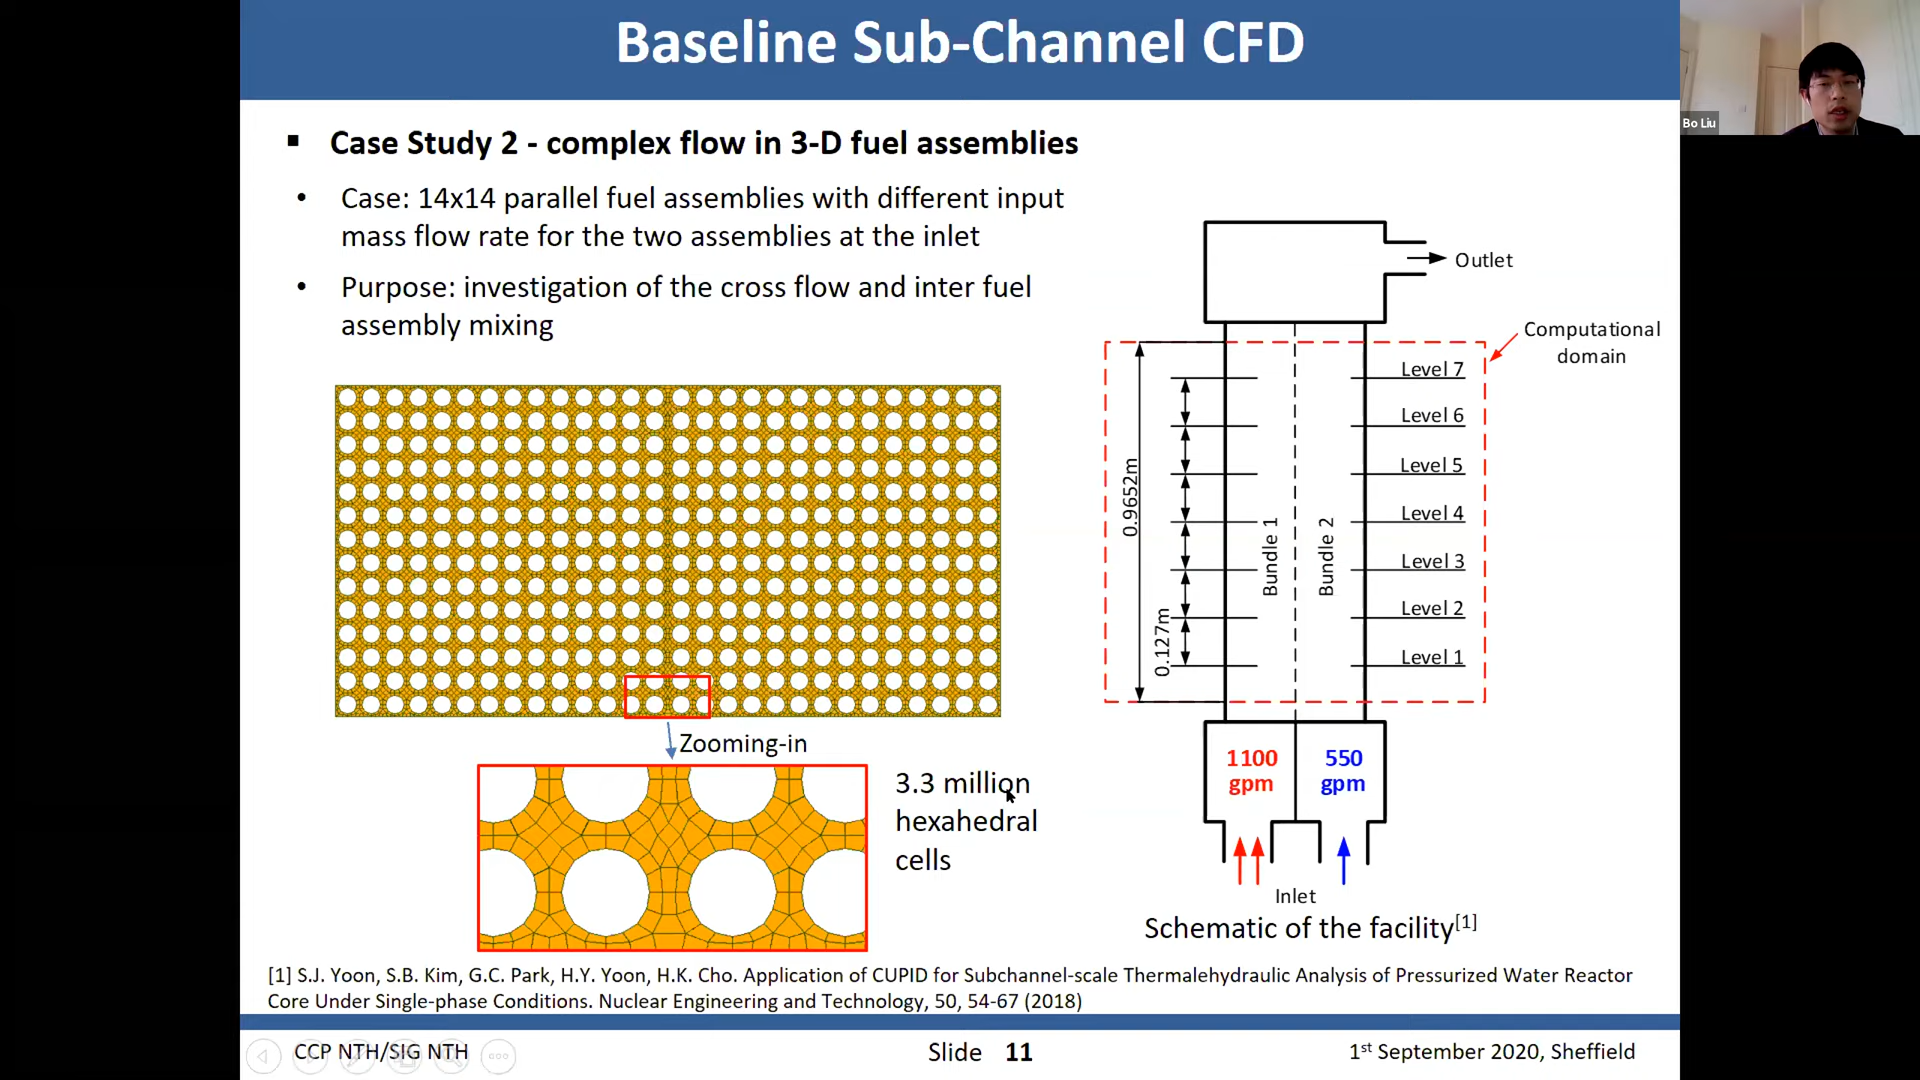 Baseline Sub-Channel CFD
Bo Liu
▪ Case Study 2 - complex flow in 3-D fuel assemblies
• Case: 14x14 parallel fuel assemblies with different input
mass flow rate for the two assemblies at the inlet
• Purpose: investigation of the cross flow and inter fuel
assembly mixing
Zooming-in
3.3 million
hexahedral
cells
Outlet
Computational
domain
Level 7
Level 6
Level 5
Level 4
Level 3
Level 2
Level 1
0.9652m
0.127m
Bundle 1
Bundle 2
1100
gpm
550
gpm
Inlet
Schematic of the facility[1]
[1] S.J. Yoon, S.B. Kim, G.C. Park, H.Y. Yoon, H.K. Cho. Application of CUPID for Subchannel-scale Thermalehydraulic Analysis of Pressurized Water Reactor
Core Under Single-phase Conditions. Nuclear Engineering and Technology, 50, 54-67 (2018)
CCP NTH/SIG NTH
Slide 11
1st September 2020, Sheffield